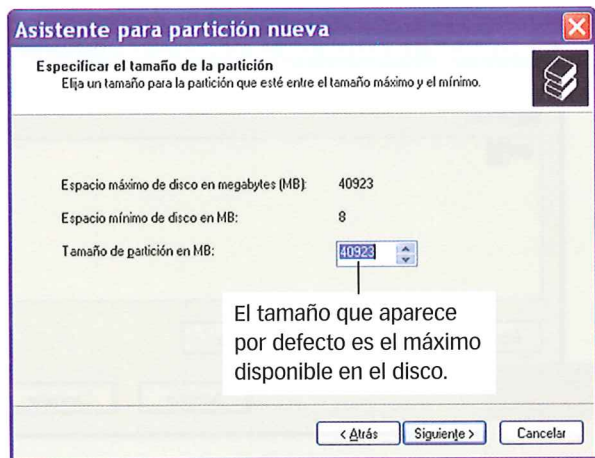 Asistente para partición nueva
Especificar el tamaño de la partición
Elija un tamaño para la partición que esté entre el tamaño máximo y el mínimo.
Espacio máximo de disco en megabytes (MB): 40923
Espacio mínimo de disco en MB: 8
Tamaño de partición en MB: 40923
El tamaño que aparece
por defecto es el máximo
disponible en el disco.
< Atrás Siguiente > Cancelar